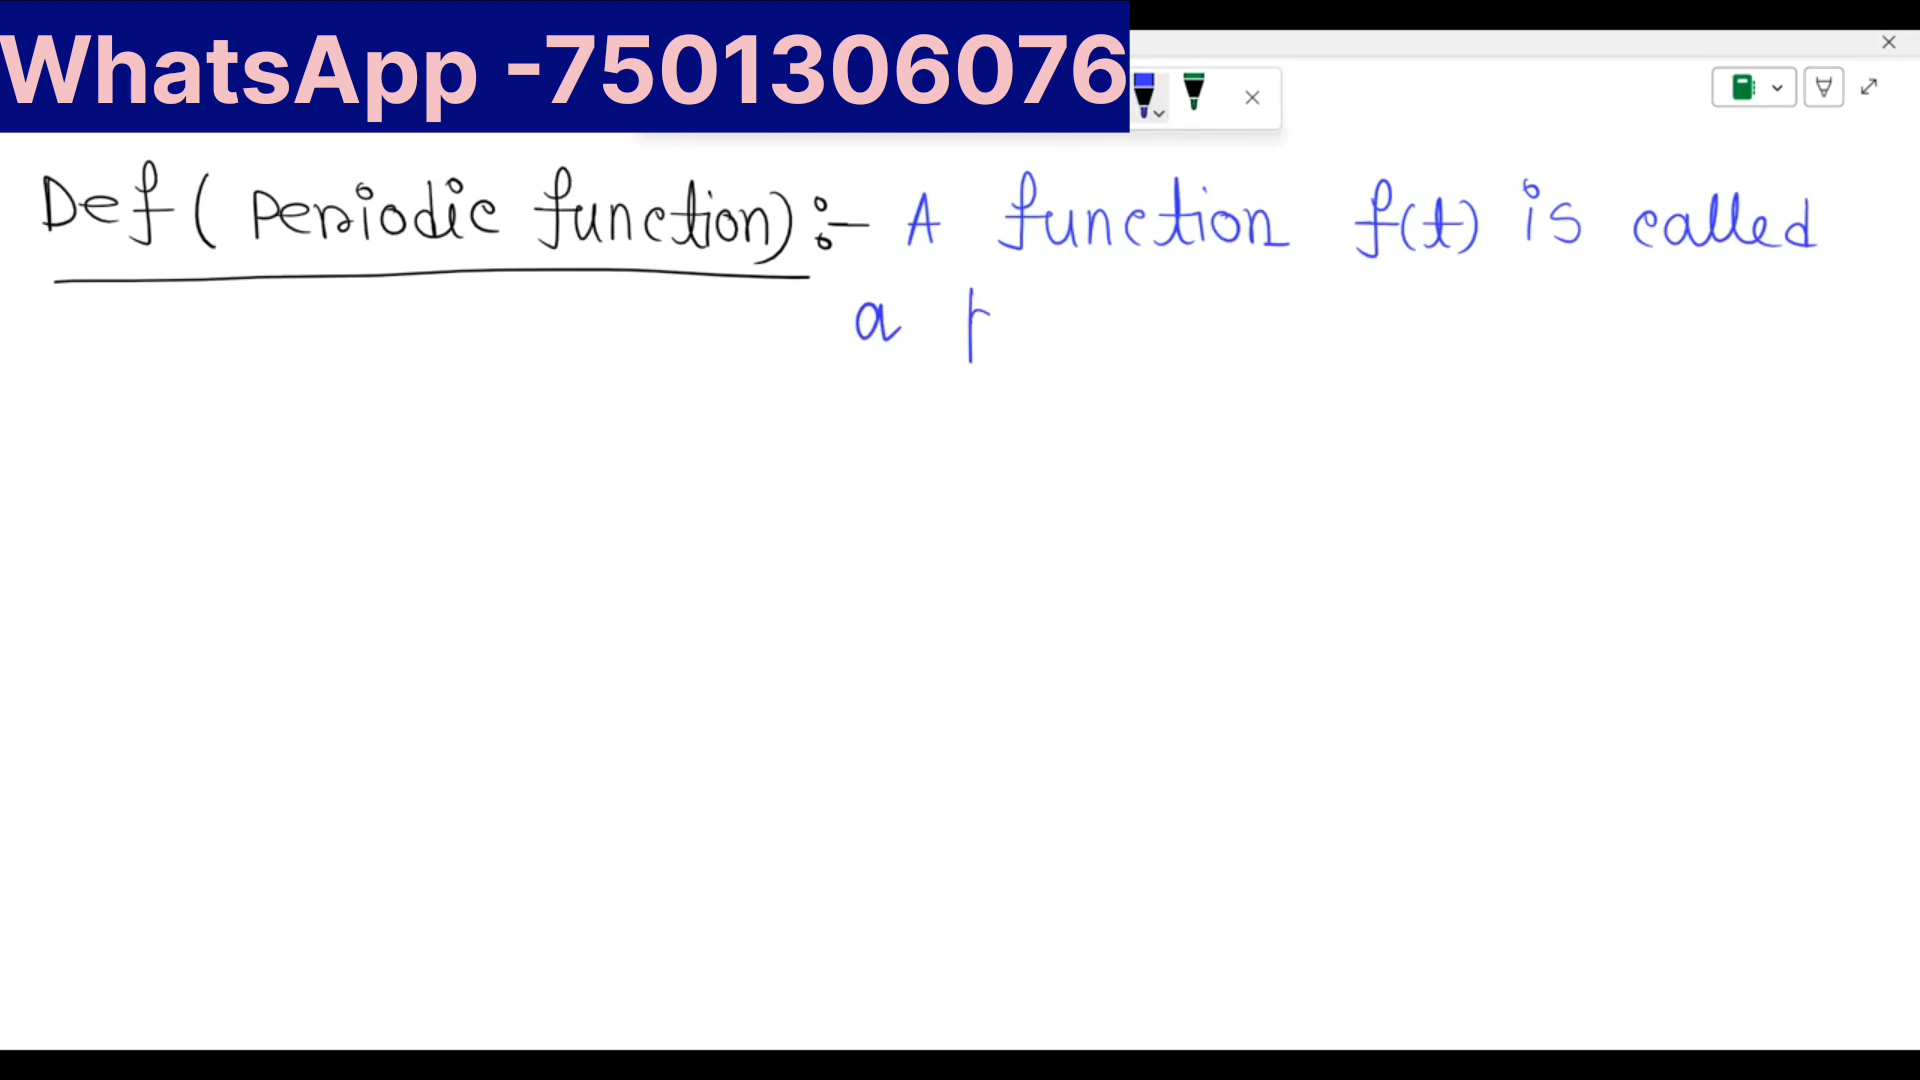 WhatsApp -7501306076
Def( Periodic function) :- A function f(t) is called
a